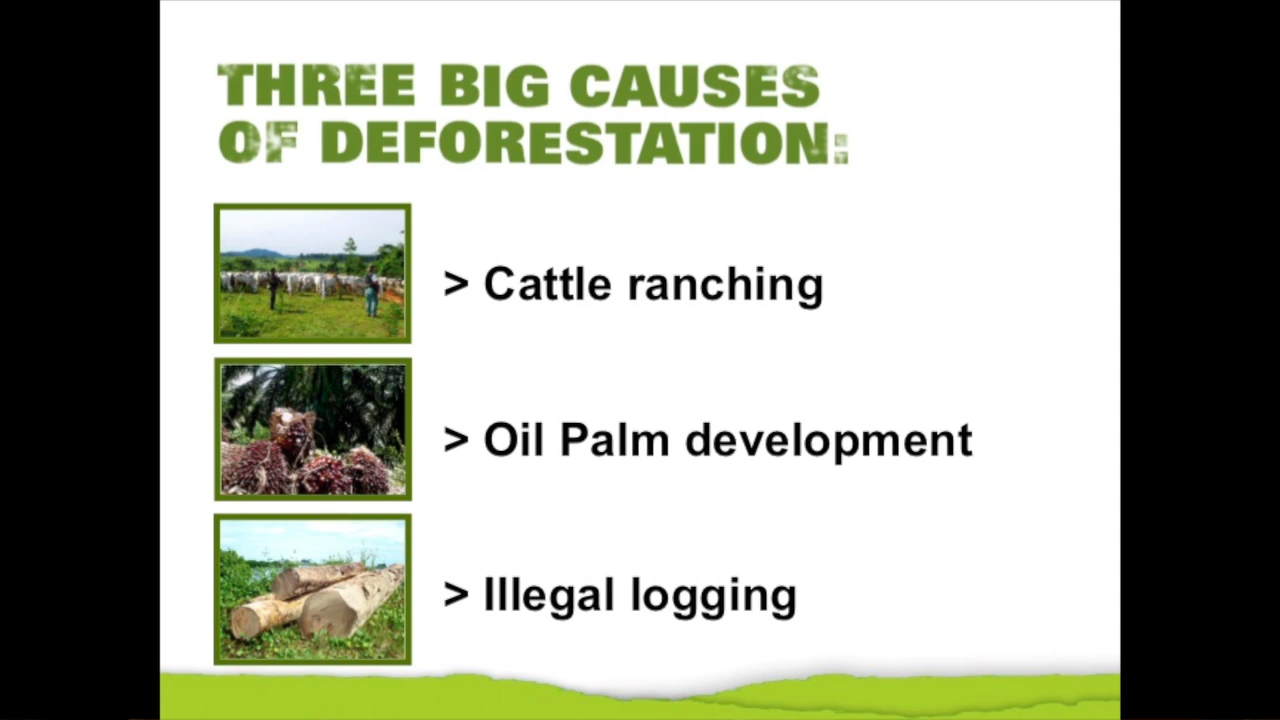 THREE BIG CAUSES
OF DEFORESTATION:
> Cattle ranching
> Oil Palm development
> Illegal logging